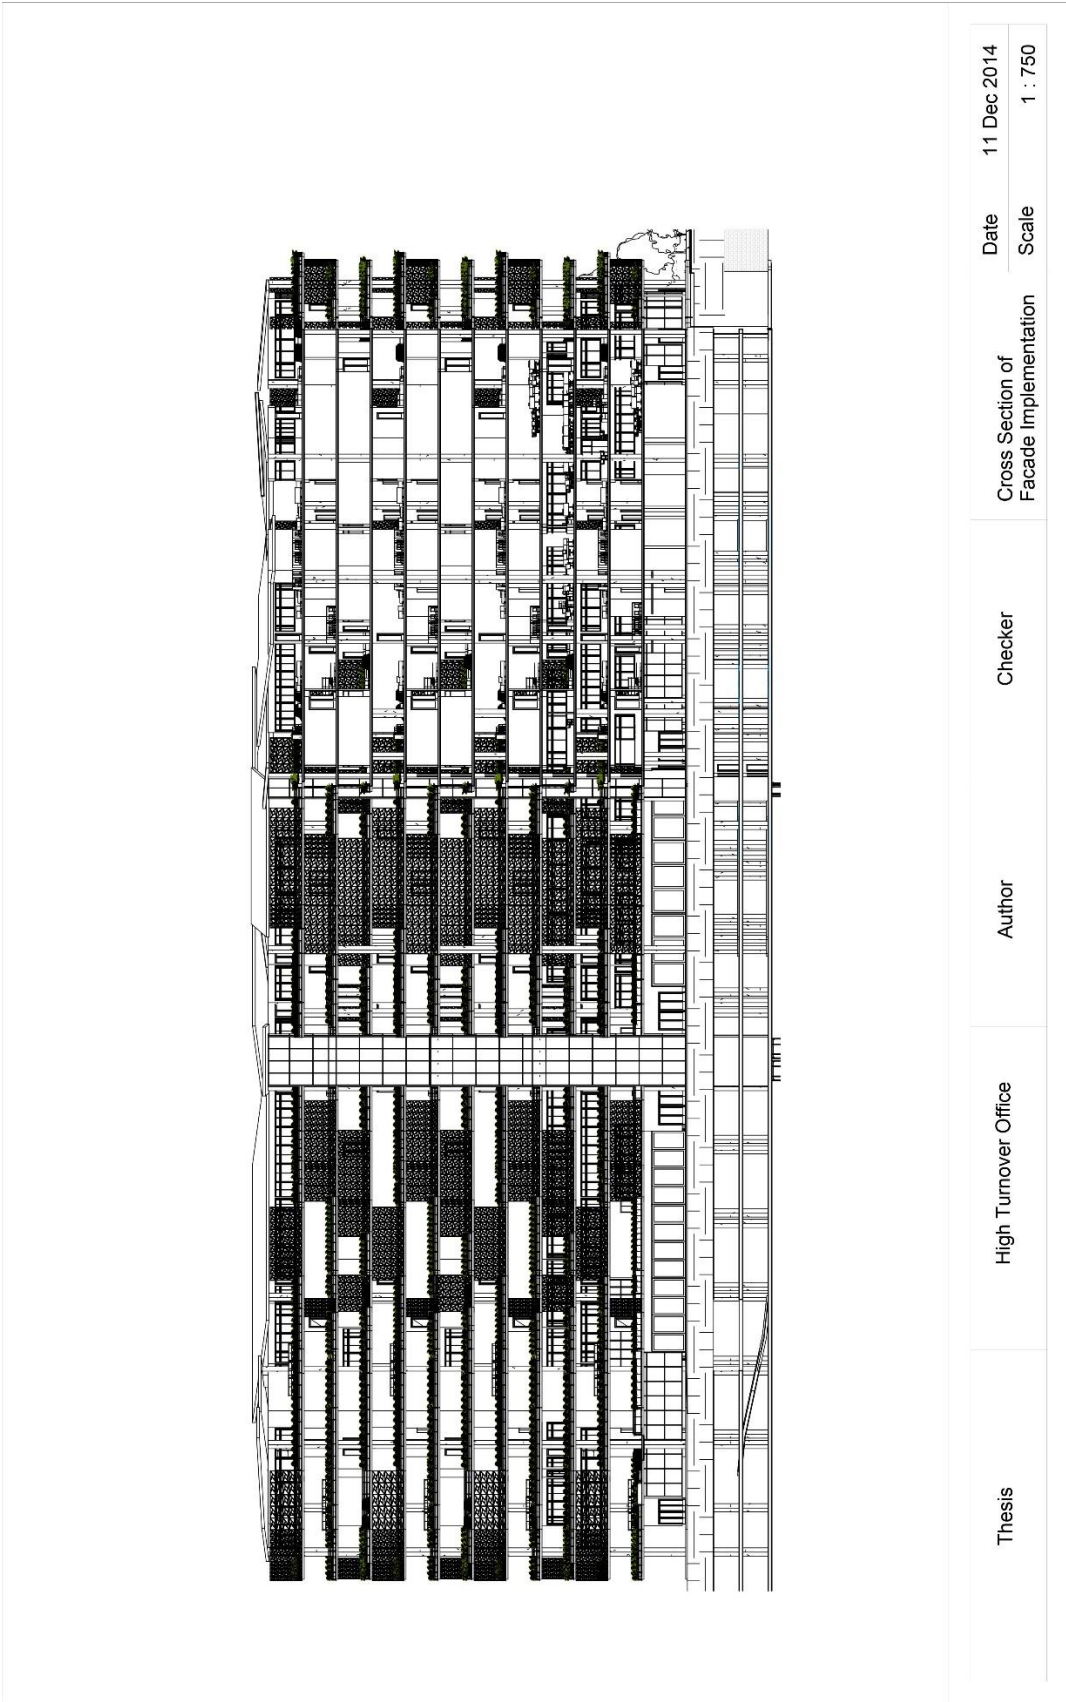 Thesis
High Turnover Office
Author
Checker
Cross Section of
Facade Implementation
Date 11 Dec 2014
Scale 1 : 750